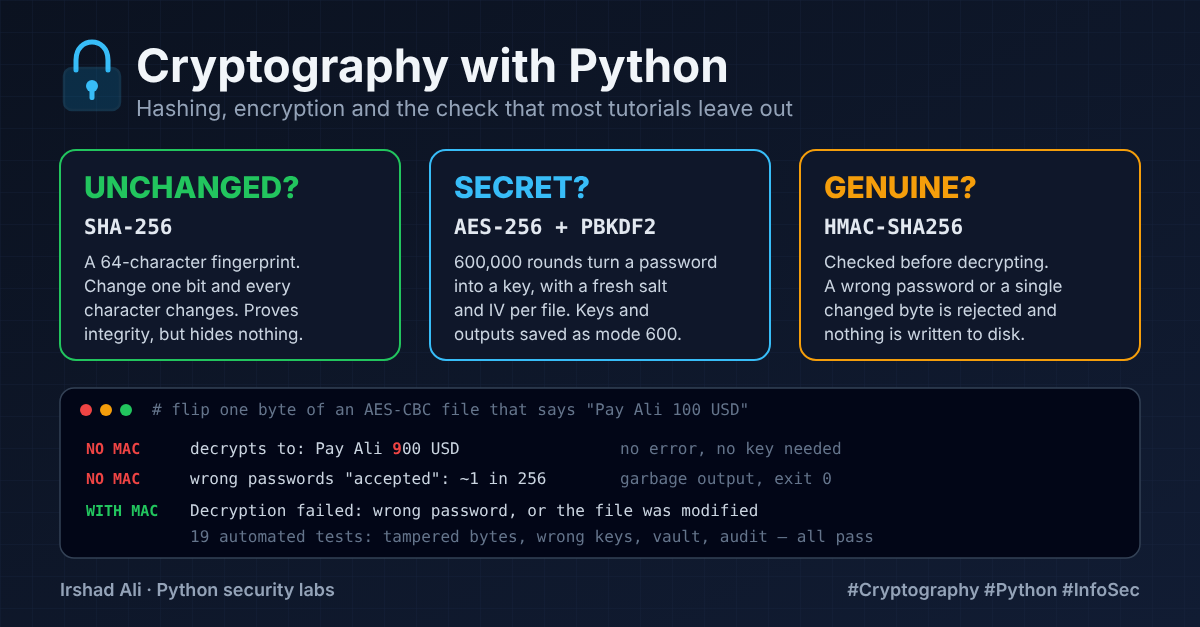 Cryptography with Python
Hashing, encryption and the check that most tutorials leave out
UNCHANGED?
SHA-256
A 64-character fingerprint.
Change one bit and every
character changes. Proves
integrity, but hides nothing.
SECRET?
AES-256 + PBKDF2
600,000 rounds turn a password
into a key, with a fresh salt
and IV per file. Keys and
outputs saved as mode 600.
GENUINE?
HMAC-SHA256
Checked before decrypting.
A wrong password or a single
changed byte is rejected and
nothing is written to disk.
# flip one byte of an AES-CBC file that says "Pay Ali 100 USD"
NO MAC decrypts to: Pay Ali 900 USD no error, no key needed
NO MAC wrong passwords "accepted": ~1 in 256 garbage output, exit 0
WITH MAC Decryption failed: wrong password, or the file was modified
19 automated tests: tampered bytes, wrong keys, vault, audit — all pass
Irshad Ali · Python security labs
#Cryptography #Python #InfoSec